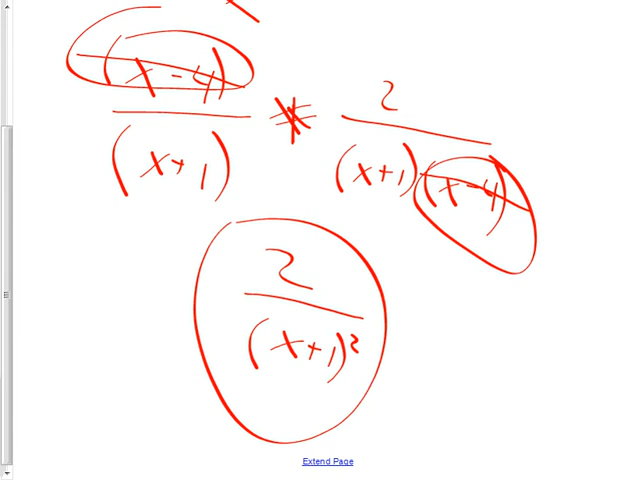 (x-4) * 2
(x+1) (x+1)(x-4)
2
(x+1)²
Extend Page